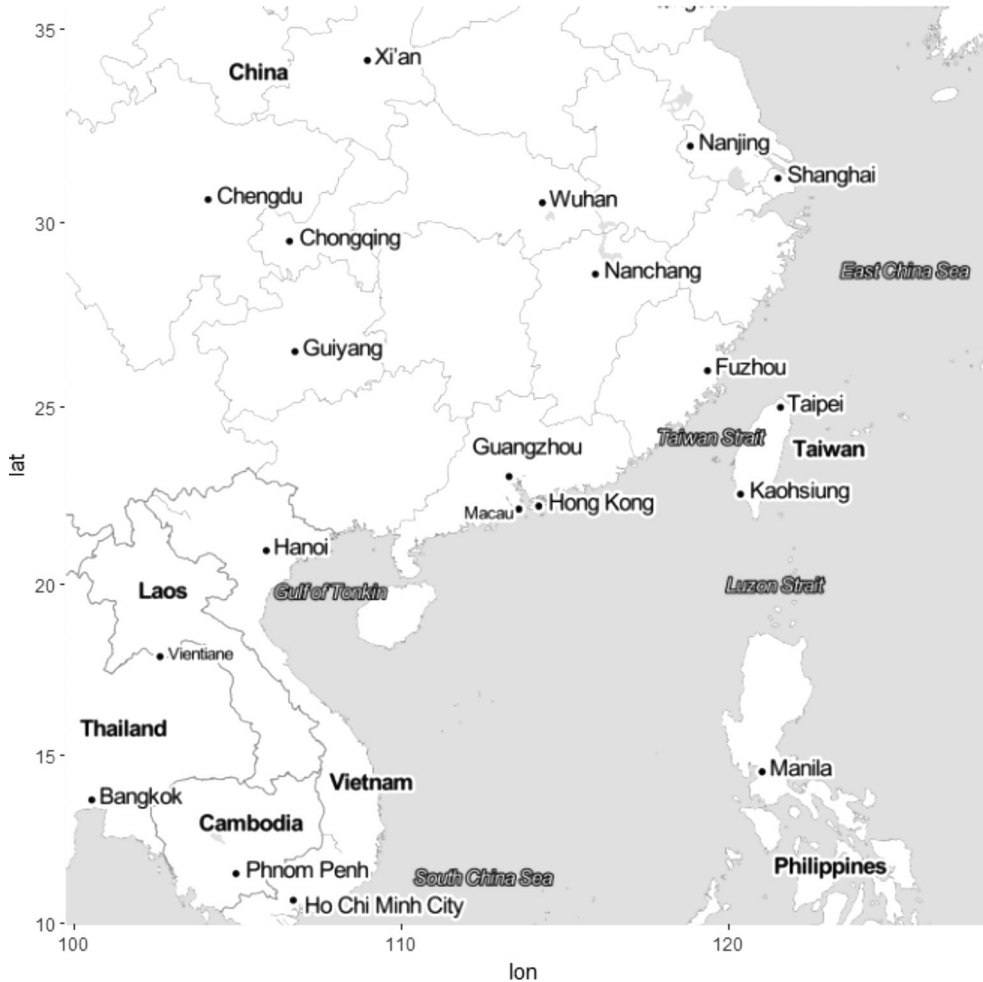 35
Xi'an
China
Nanjing
Shanghai
Chengdu
Wuhan
30
Chongqing
East China Sea
Nanchang
Guiyang
Fuzhou
25
Taipei
Taiwan Strait
Taiwan
Guangzhou
Kaohsiung
Hong Kong
Macau
lat
Hanoi
20
Laos
Gulf of Tonkin
Luzon Strait
Vientiane
Thailand
15
Manila
Vietnam
Bangkok
Cambodia
Philippines
Phnom Penh
South China Sea
Ho Chi Minh City
10
100
110
120
lon